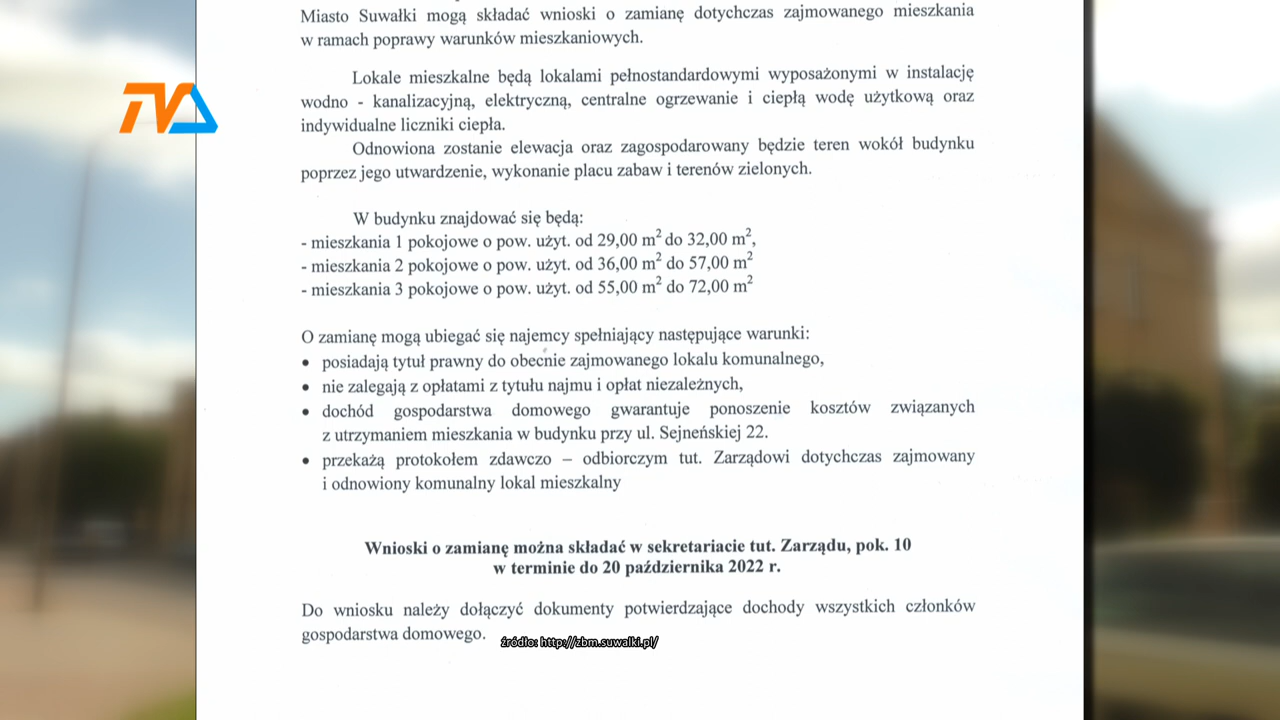 Miasto Suwałki mogą składać wnioski o zamianę dotychczas zajmowanego mieszkania
w ramach poprawy warunków mieszkaniowych.
Lokale mieszkalne będą lokalami pełnostandardowymi wyposażonymi w instalację
wodno - kanalizacyjną, elektryczną, centralne ogrzewanie i ciepłą wodę użytkową oraz
indywidualne liczniki ciepła.
TVA
Odnowiona zostanie elewacja oraz zagospodarowany będzie teren wokół budynku
poprzez jego utwardzenie, wykonanie placu zabaw i terenów zielonych.
W budynku znajdować się będą:
- mieszkania 1 pokojowe o pow. użyt. od 29,00 m² do 32,00 m²,
- mieszkania 2 pokojowe o pow. użyt. od 36,00 m² do 57,00 m²
- mieszkania 3 pokojowe o pow. użyt. od 55,00 m² do 72,00 m²
O zamianę mogą ubiegać się najemcy spełniający następujące warunki:
• posiadają tytuł prawny do obecnie zajmowanego lokalu komunalnego,
• nie zalegają z opłatami z tytułu najmu i opłat niezależnych,
• dochód gospodarstwa domowego gwarantuje ponoszenie kosztów związanych
z utrzymaniem mieszkania w budynku przy ul. Sejneńskiej 22.
• przekażą protokołem zdawczo – odbiorczym tut. Zarządowi dotychczas zajmowany
i odnowiony komunalny lokal mieszkalny
Wnioski o zamianę można składać w sekretariacie tut. Zarządu, pok. 10
w terminie do 20 października 2022 r.
Do wniosku należy dołączyć dokumenty potwierdzające dochody wszystkich członków
gospodarstwa domowego.
źródło: http://zbm.suwalki.pl/